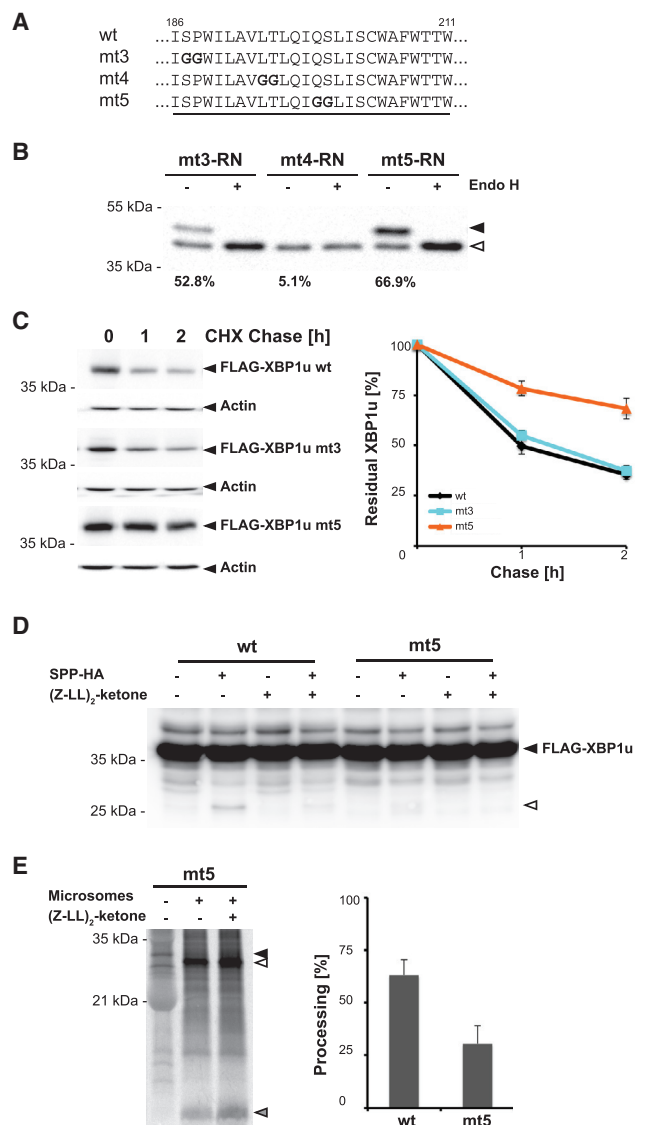 A
186 211
wt ...ISPWILAVLTLQIQSLISCWAFWTTW...
mt3 ...IGGWILAVLTLQIQSLISCWAFWTTW...
mt4 ...ISPWILAVGGLQIQSLISCWAFWTTW...
mt5 ...ISPWILAVLTLQIGGLISCWAFWTTW...
B
mt3-RN mt4-RN mt5-RN
- + - + - + Endo H
55 kDa -
35 kDa -
52.8% 5.1% 66.9%
C
0 1 2 CHX Chase [h]
FLAG-XBP1u wt
35 kDa -
Actin
FLAG-XBP1u mt3
35 kDa -
Actin
FLAG-XBP1u mt5
35 kDa -
Actin
Residual XBP1u [%]
100
75
50
25
0
1 2
wt
mt3
mt5
Chase [h]
D
wt mt5
SPP-HA - + - + - + - +
(Z-LL)2-ketone - - + + - - + +
35 kDa -
FLAG-XBP1u
25 kDa -
E
mt5
Microsomes - + +
(Z-LL)2-ketone - - +
35 kDa -
21 kDa -
Processing [%]
100
75
50
25
0
wt mt5